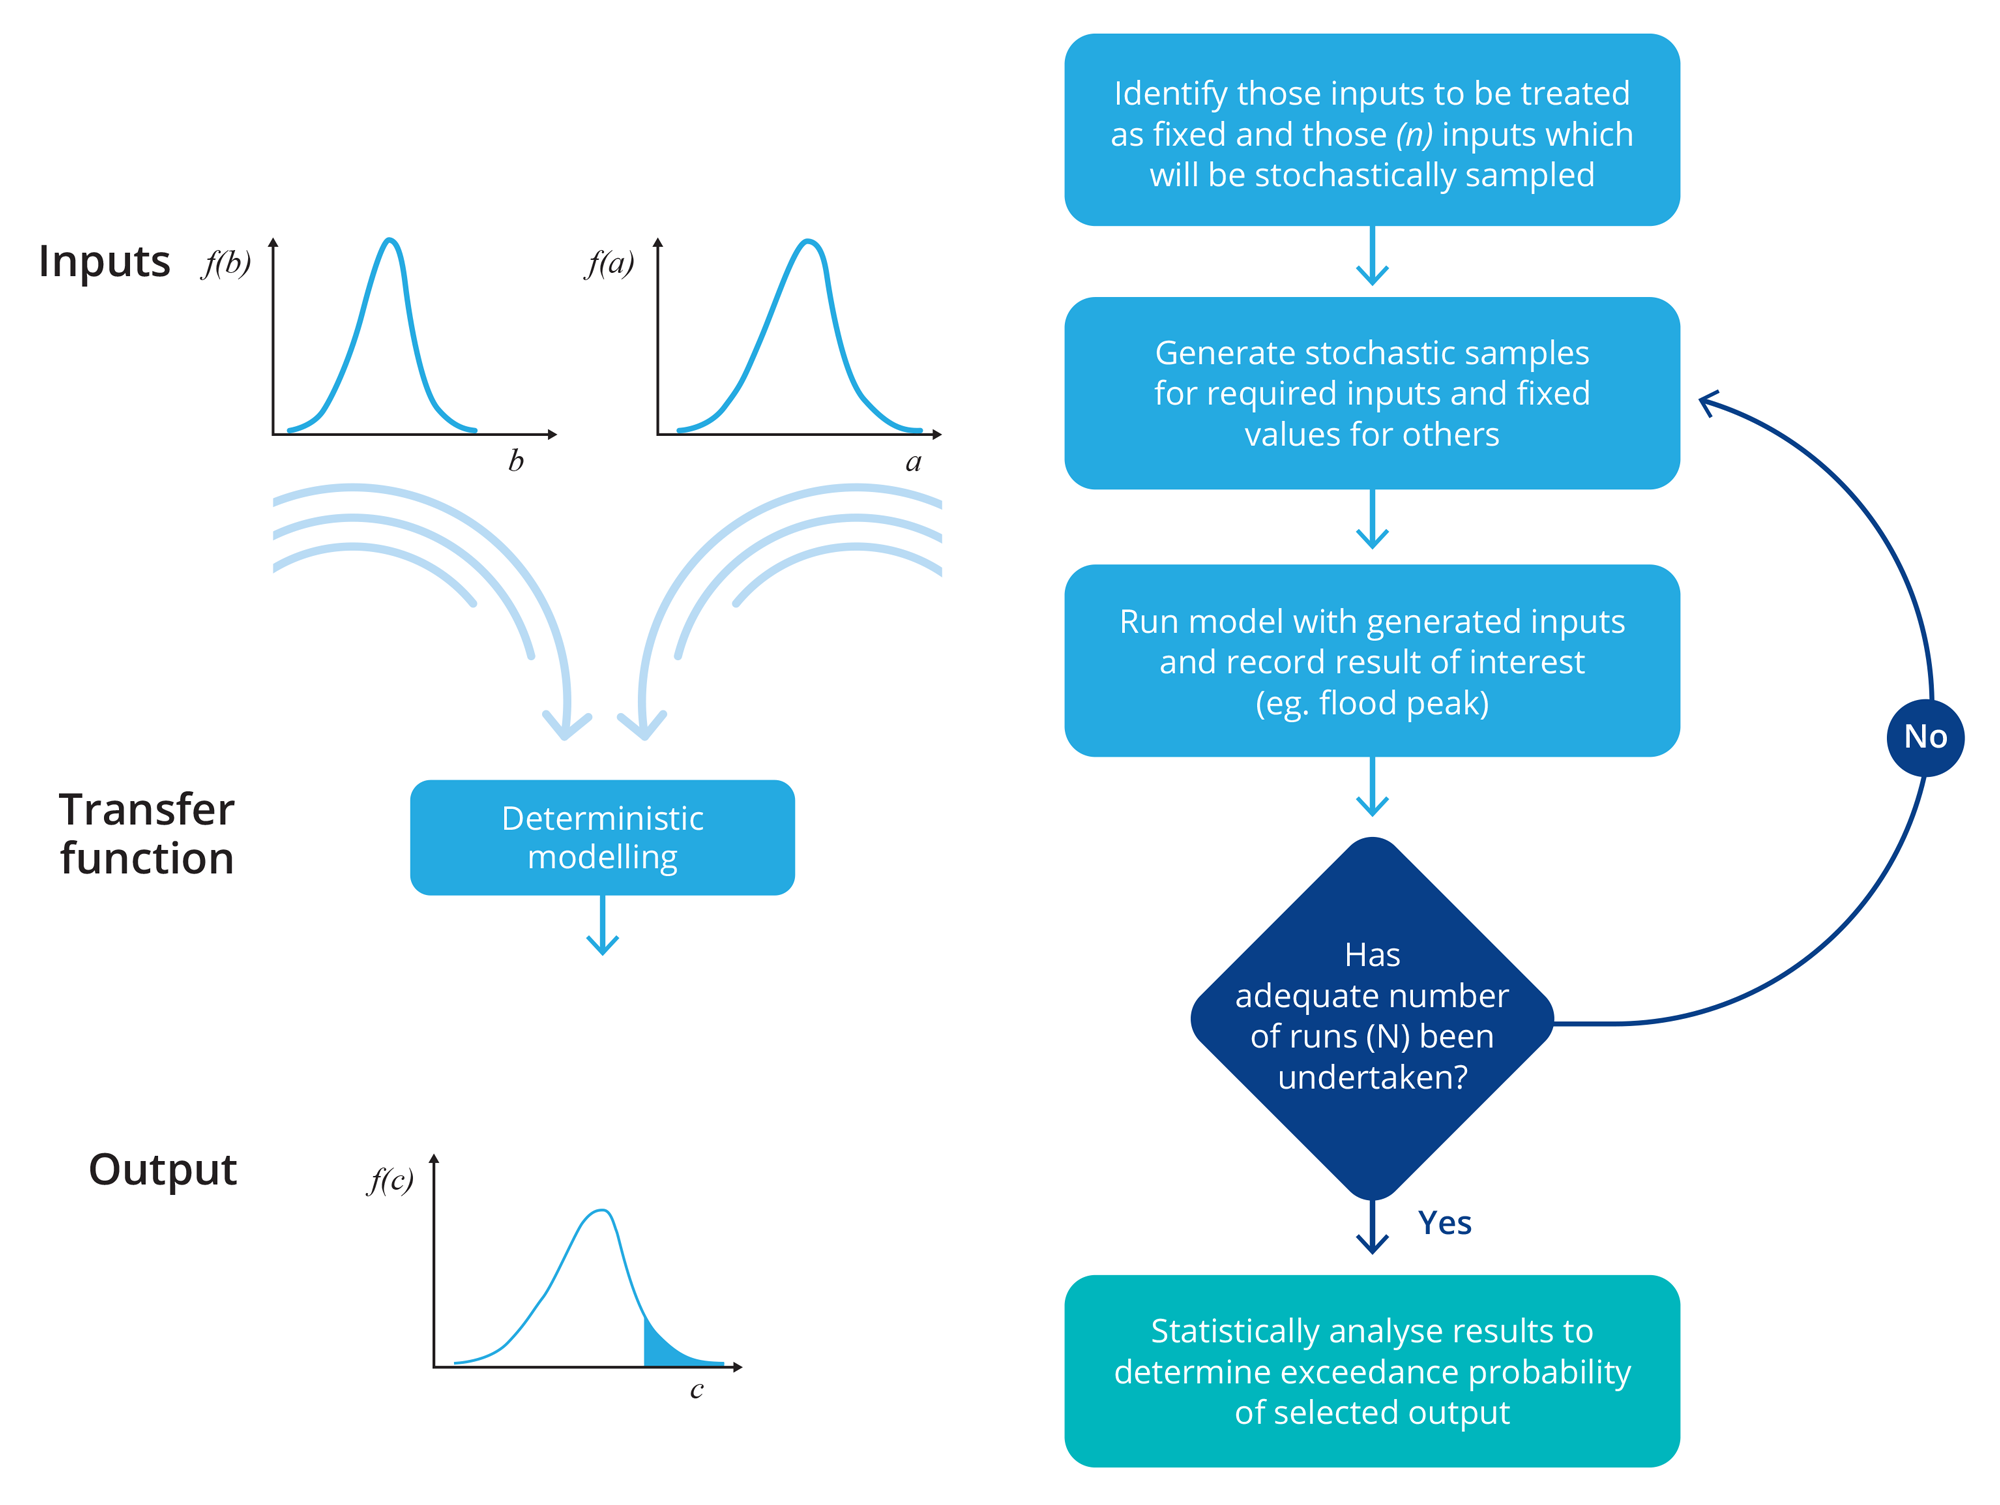 Inputs
f(b)
b
f(a)
a
Transfer
function
Deterministic
modelling
Output
f(c)
c
Identify those inputs to be treated
as fixed and those (n) inputs which
will be stochastically sampled
Generate stochastic samples
for required inputs and fixed
values for others
Run model with generated inputs
and record result of interest
(eg. flood peak)
Has
adequate number
of runs (N) been
undertaken?
No
Yes
Statistically analyse results to
determine exceedance probability
of selected output